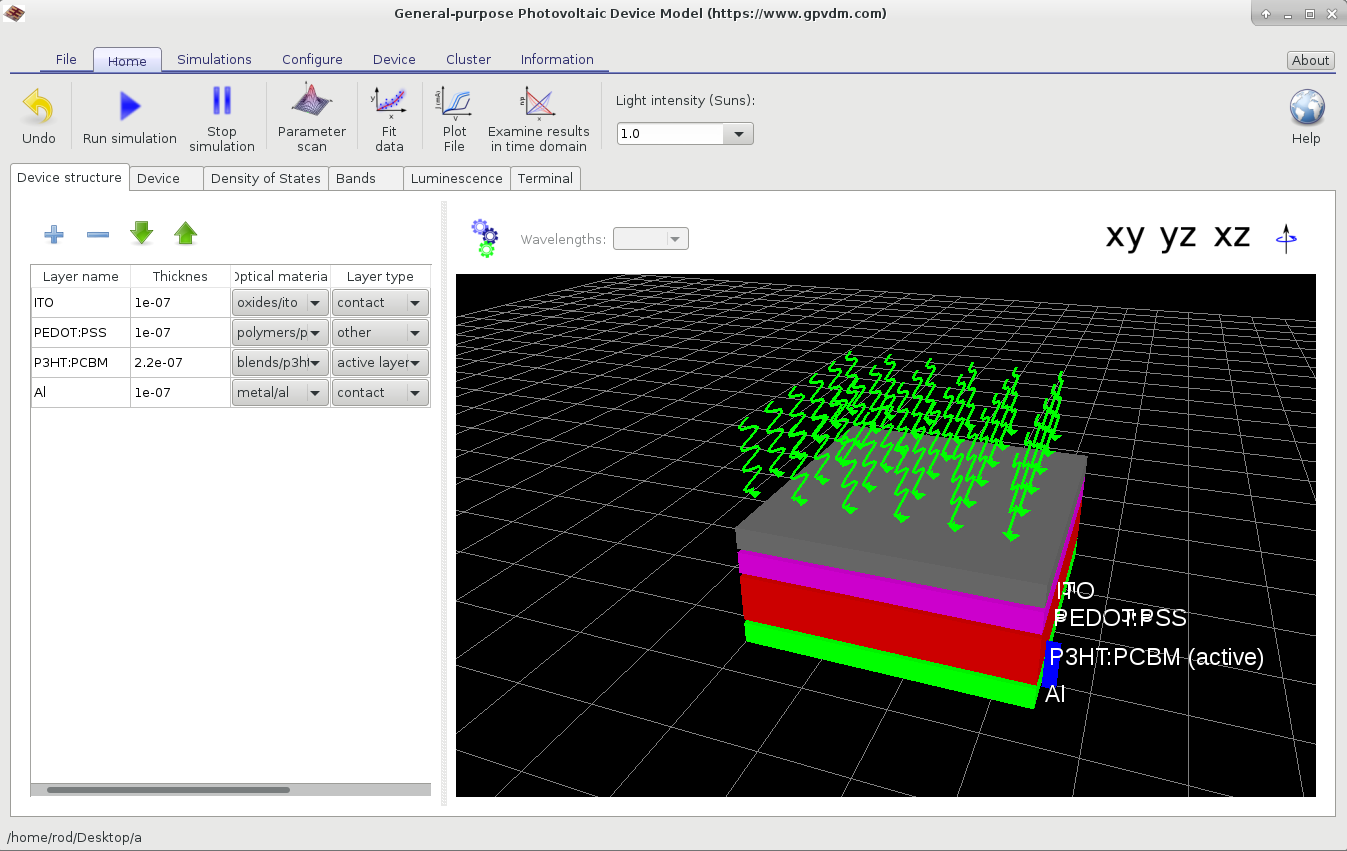 General-purpose Photovoltaic Device Model (https://www.gpvdm.com)
File Home Simulations Configure Device Cluster Information About
Undo
Run simulation
Stop
simulation
Parameter
scan
Fit
data
Plot
File
Examine results
in time domain
Light intensity (Suns):
1.0
Help
Device structure Device Density of States Bands Luminescence Terminal
Wavelengths:
xy yz xz
Layer name Thicknes Optical materia Layer type
ITO 1e-07 oxides/ito contact
PEDOT:PSS 1e-07 polymers/p other
P3HT:PCBM 2.2e-07 blends/p3ht active layer
Al 1e-07 metal/al contact
ITO
PEDOT:PSS
P3HT:PCBM (active)
Al
/home/rod/Desktop/a